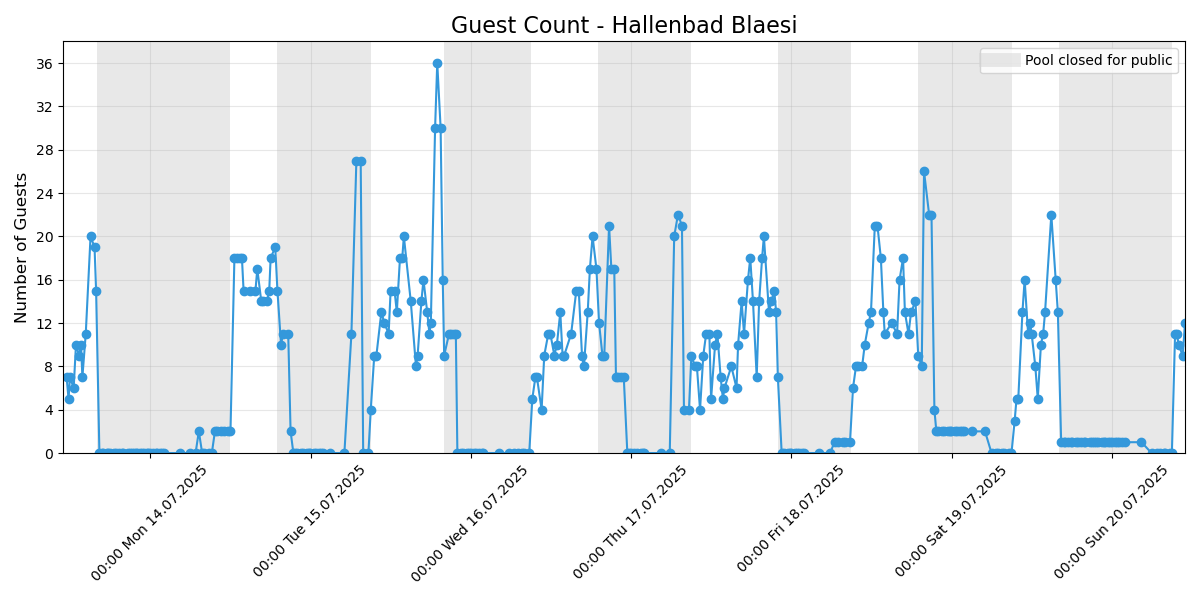 Guest Count - Hallenbad Blaesi
Pool closed for public
Number of Guests
36
32
28
24
20
16
12
8
4
0
00:00 Mon 14.07.2025
00:00 Tue 15.07.2025
00:00 Wed 16.07.2025
00:00 Thu 17.07.2025
00:00 Fri 18.07.2025
00:00 Sat 19.07.2025
00:00 Sun 20.07.2025